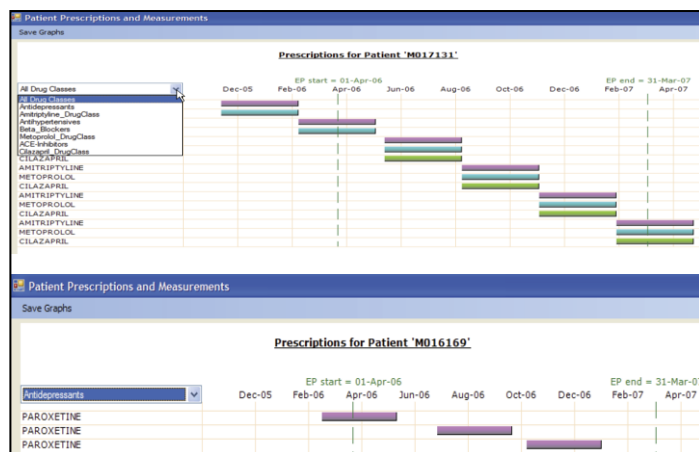 Patient Prescriptions and Measurements
Save Graphs
Prescriptions for Patient 'M017131'
EP start = 01-Apr-06 EP end = 31-Mar-07
All Drug Classes Dec-05 Feb-06 Apr-06 Jun-06 Aug-06 Oct-06 Dec-06 Feb-07 Apr-07
All Drug Classes
Antidepressants
Amitriptyline_DrugClass
Antihypertensives
Beta_Blockers
Metoprolol_DrugClass
ACE-Inhibitors
Cilazapril_DrugClass
CILAZAPRIL
AMITRIPTYLINE
METOPROLOL
CILAZAPRIL
AMITRIPTYLINE
METOPROLOL
CILAZAPRIL
AMITRIPTYLINE
METOPROLOL
CILAZAPRIL
Patient Prescriptions and Measurements
Save Graphs
Prescriptions for Patient 'M016169'
EP start = 01-Apr-06 EP end = 31-Mar-07
Antidepressants Dec-05 Feb-06 Apr-06 Jun-06 Aug-06 Oct-06 Dec-06 Feb-07 Apr-07
PAROXETINE
PAROXETINE
PAROXETINE